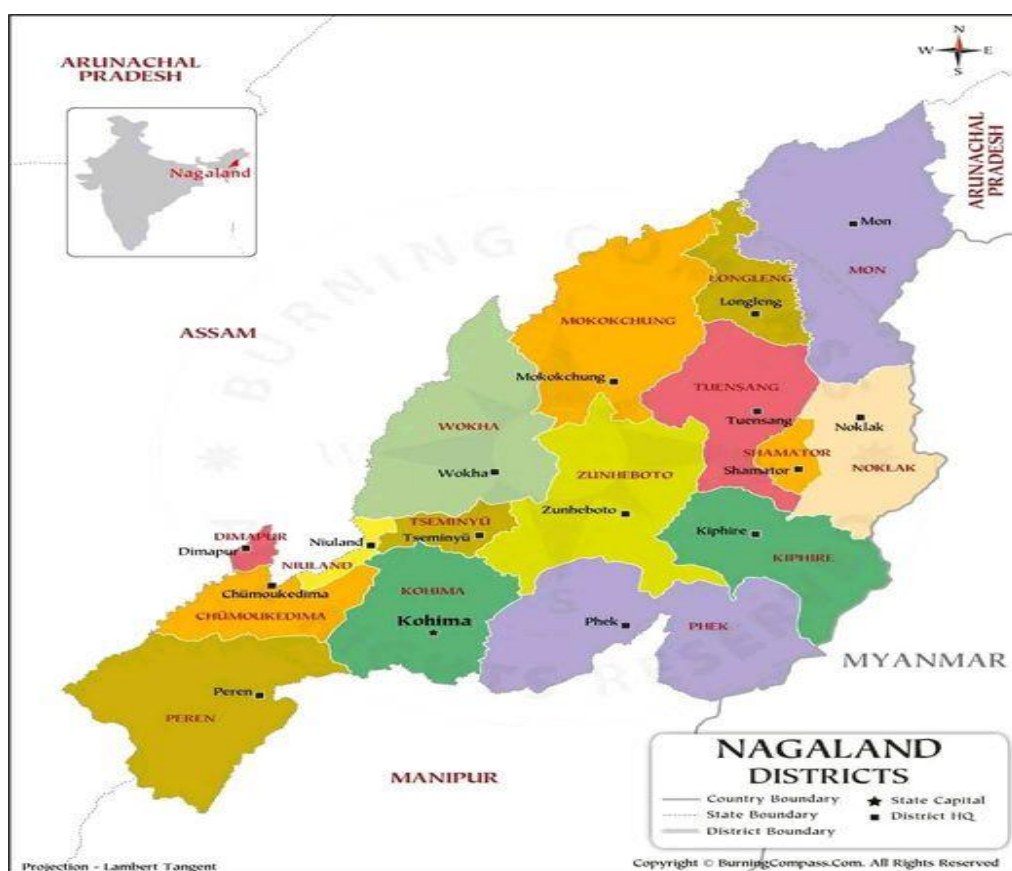 N
W E
S
ARUNACHAL
PRADESH
Nagaland
ARUNACHAL
PRADESH
Mon
MON
LONGLENG
Longleng
MOKOKCHUNG
Mokokchung
ASSAM
TUENSANG
Tuensang
Noklak
NOKLAK
SHAMATOR
Shamator
WOKHA
Wokha
ZUNHEBOTO
Zunheboto
TSEMINYÜ
Tseminyü
Kiphire
KIPHIRE
DIMAPUR
Dimapur
Niuland
NIULAND
Chümoukedima
CHÜMOUKEDIMA
KOHIMA
Kohima
Phek
PHEK
MYANMAR
Peren
PEREN
MANIPUR
NAGALAND
DISTRICTS
Country Boundary
State Boundary
District Boundary
State Capital
District HQ
Projection - Lambert Tangent
Copyright © BurningCompass.Com. All Rights Reserved